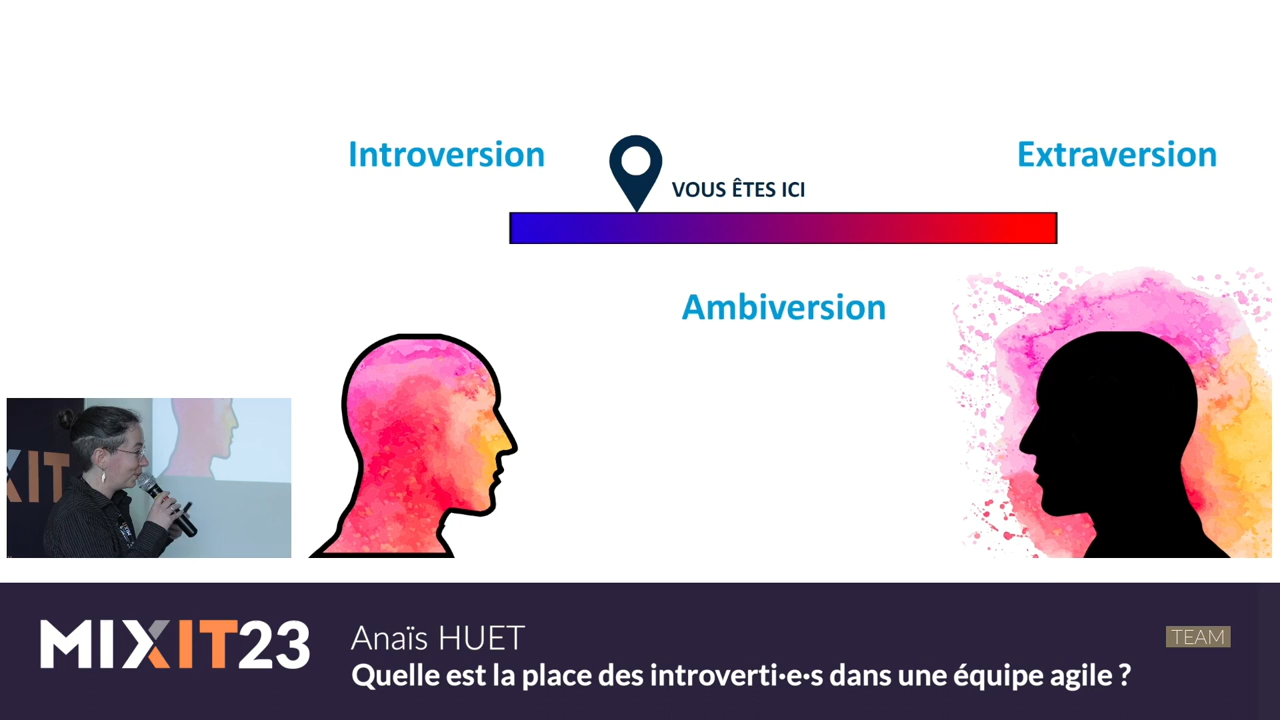 Introversion
Extraversion
VOUS ÊTES ICI
Ambiversion
XIT
MIXIT23
Anaïs HUET
TEAM
Quelle est la place des introverti·e·s dans une équipe agile ?